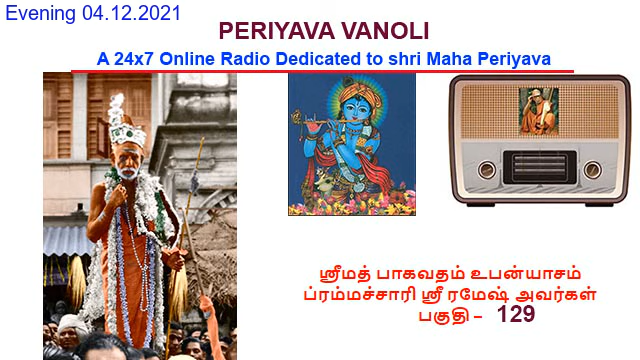 Evening 04.12.2021
PERIYAVA VANOLI
A 24x7 Online Radio Dedicated to shri Maha Periyava
ஸ்ரீமத் பாகவதம் உபன்யாசம்
ப்ரம்மச்சாரி ஸ்ரீ ரமேஷ் அவர்கள்
பகுதி – 129